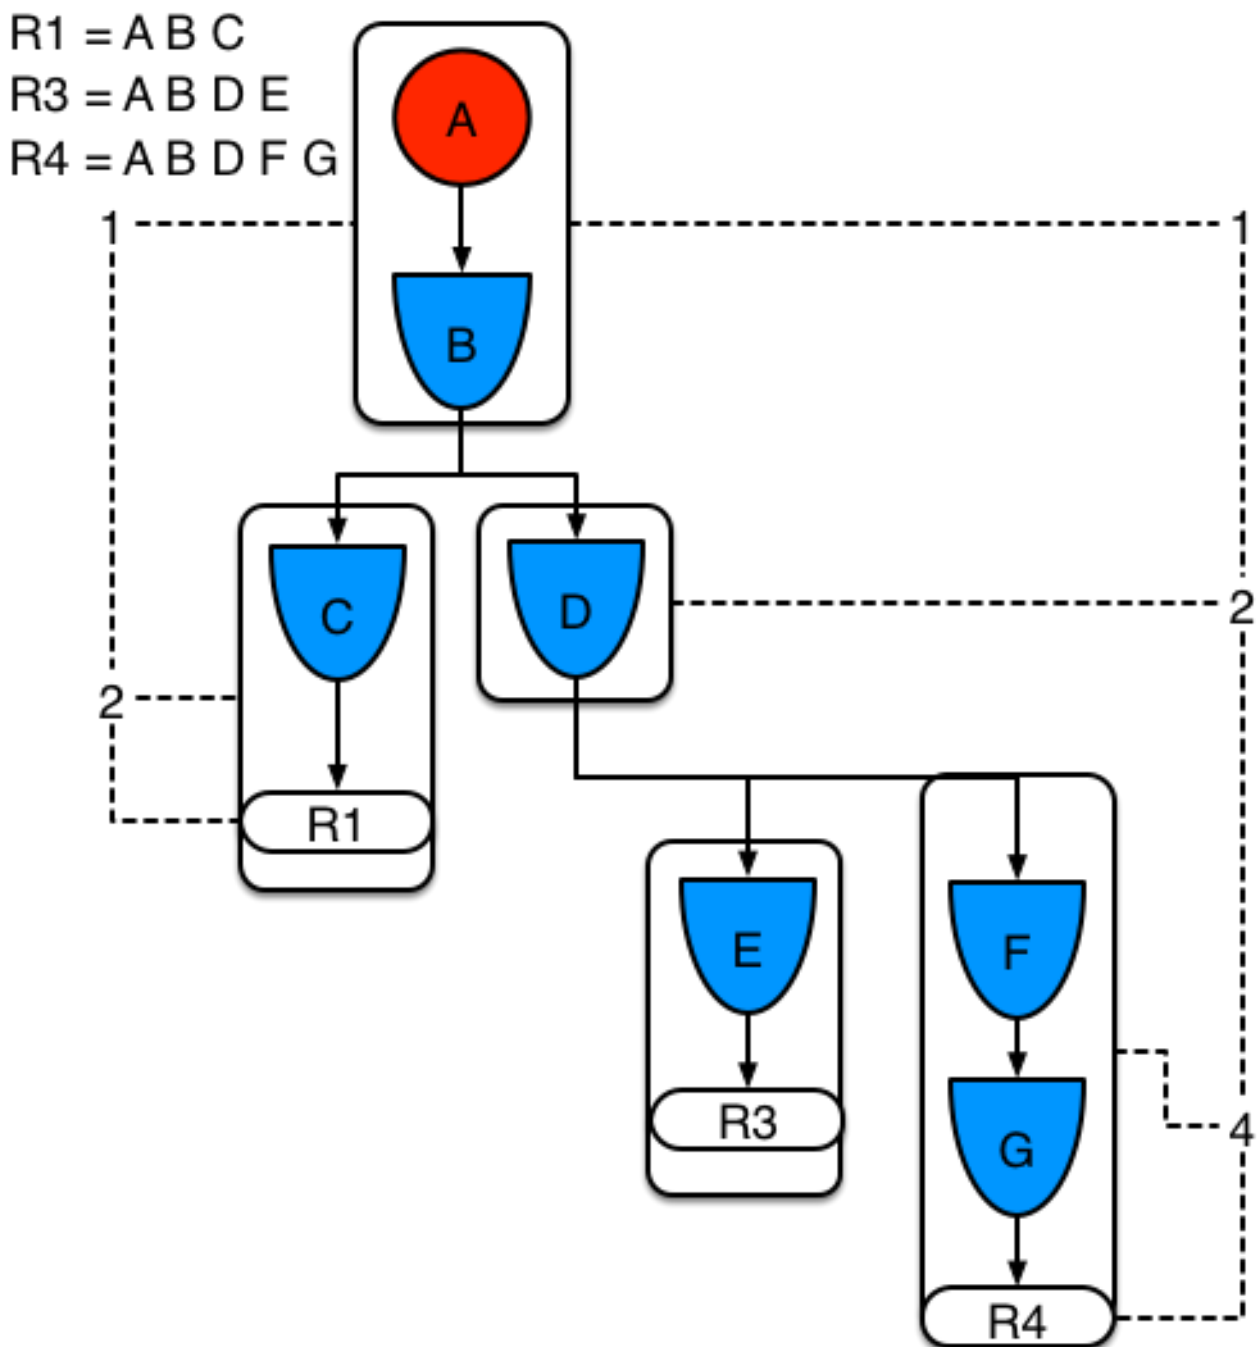 R1 = A B C
R3 = A B D E
R4 = A B D F G
A
1
1
B
C
D
2
2
R1
E
F
R3
4
G
R4